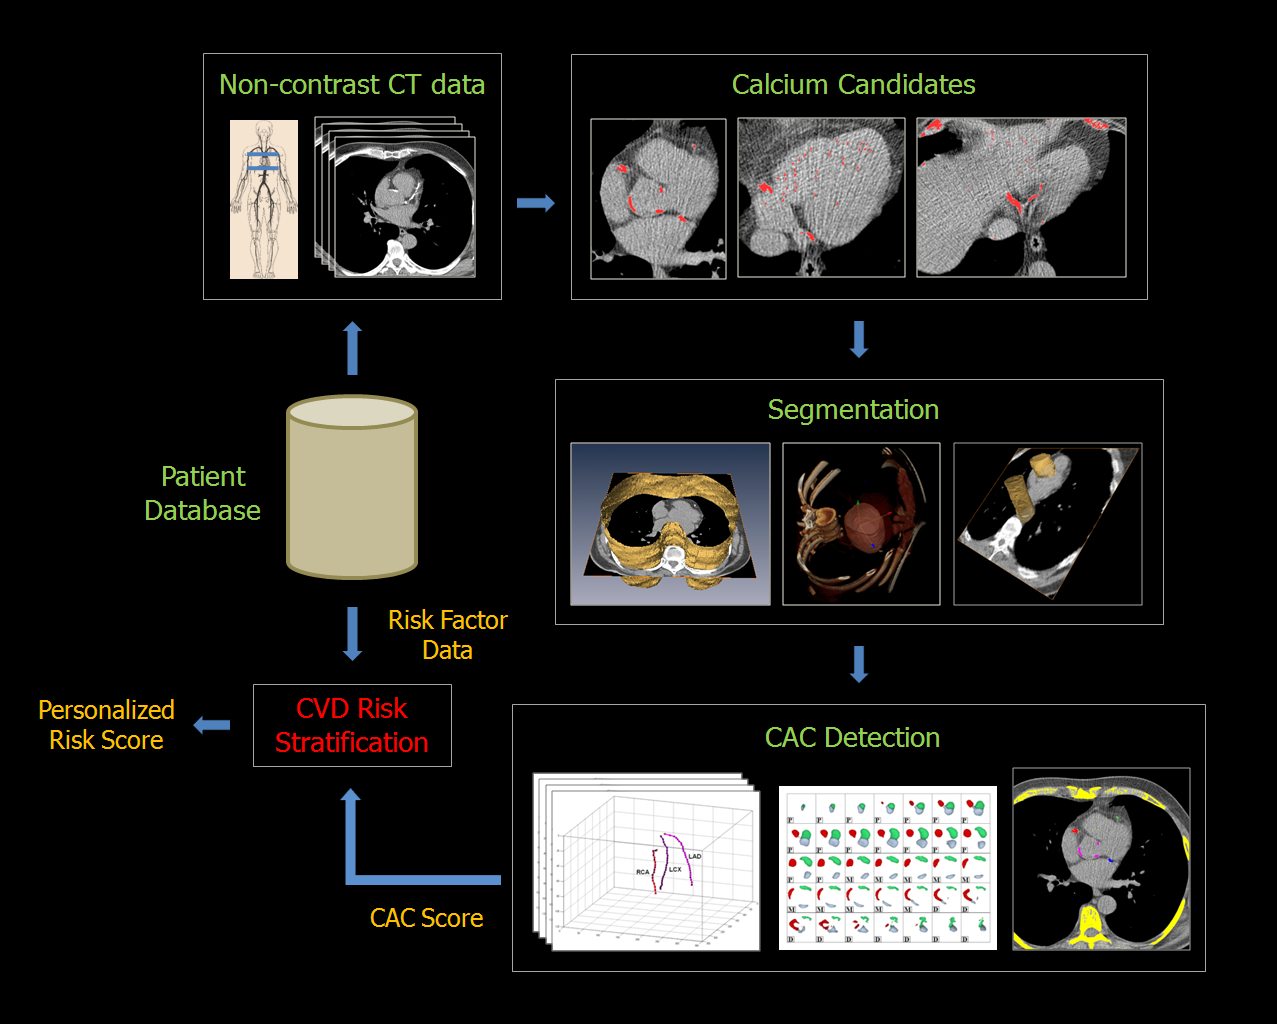 Non-contrast CT data
Calcium Candidates
Segmentation
Patient
Database
Risk Factor
Data
CVD Risk
Stratification
Personalized
Risk Score
CAC Score
CAC Detection
RCA
LCX
LAD
P P P P P P P
P P P P P P P
P P M M M M M
M M M M M D D
D D D D D D D